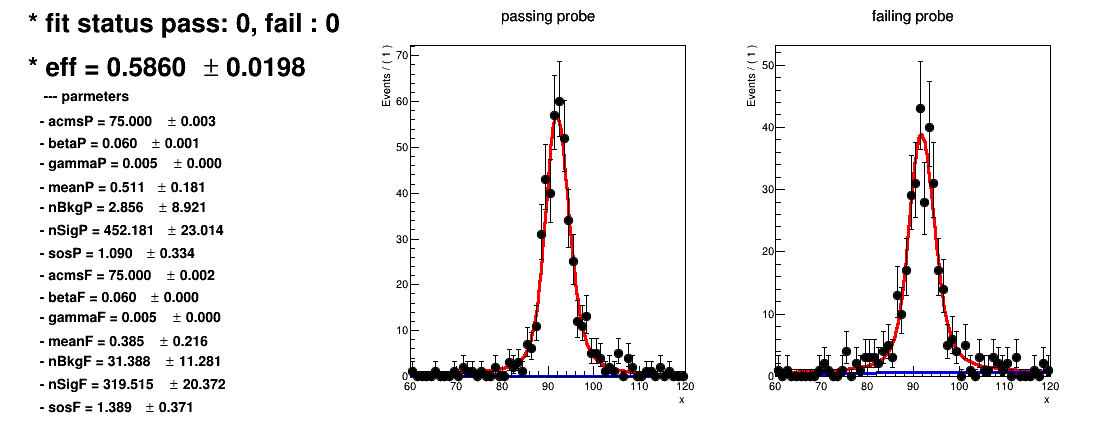 * fit status pass: 0, fail : 0
* eff = 0.5860 ± 0.0198
--- parmeters
- acmsP = 75.000 ± 0.003
- betaP = 0.060 ± 0.001
- gammaP = 0.005 ± 0.000
- meanP = 0.511 ± 0.181
- nBkgP = 2.856 ± 8.921
- nSigP = 452.181 ± 23.014
- sosP = 1.090 ± 0.334
- acmsF = 75.000 ± 0.002
- betaF = 0.060 ± 0.000
- gammaF = 0.005 ± 0.000
- meanF = 0.385 ± 0.216
- nBkgF = 31.388 ± 11.281
- nSigF = 319.515 ± 20.372
- sosF = 1.389 ± 0.371
passing probe
Events / ( 1 )
70
60
50
40
30
20
10
0
60 70 80 90 100 110 120
x
failing probe
Events / ( 1 )
50
40
30
20
10
0
60 70 80 90 100 110 120
x